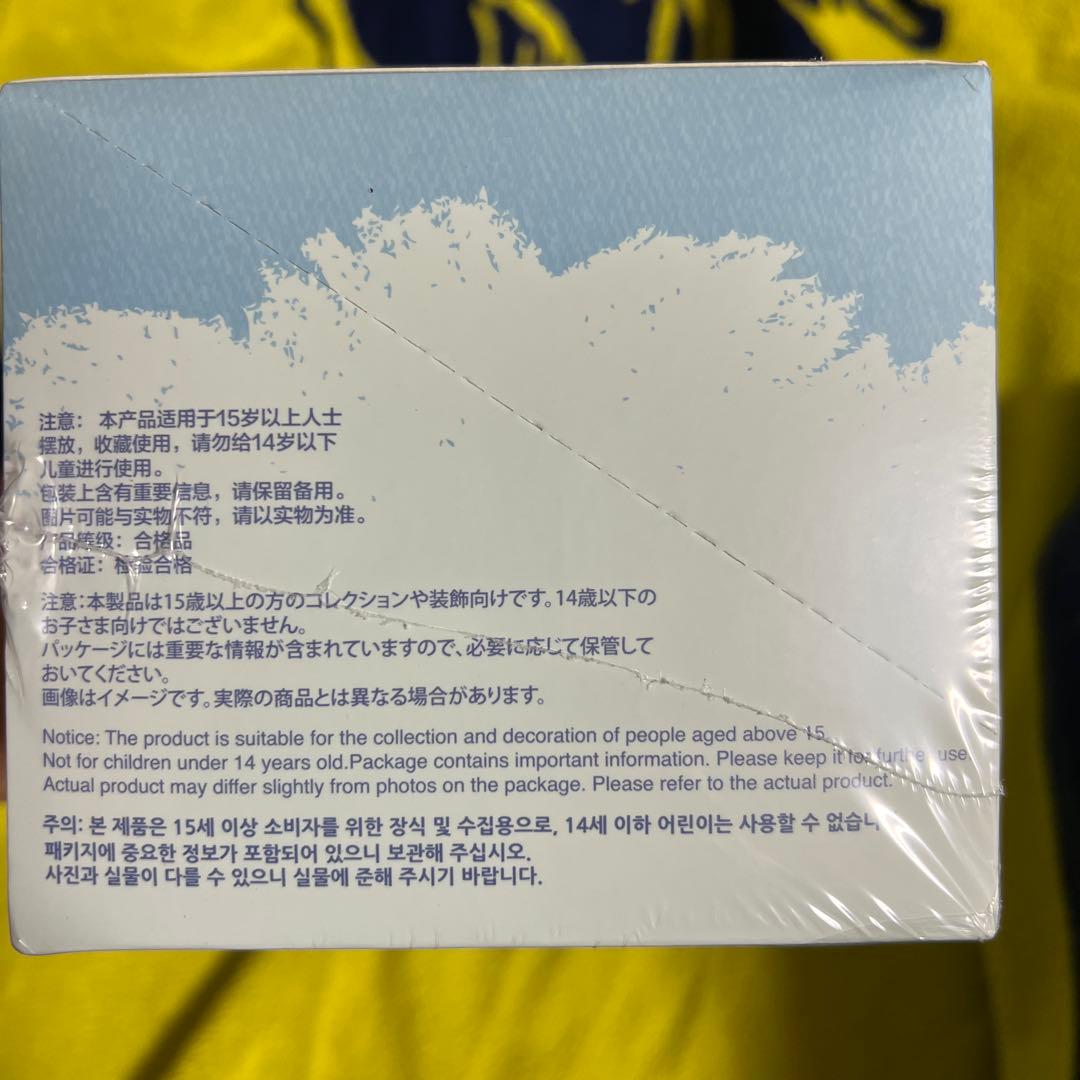 注意： 本产品适用于15岁以上人士
摆放，收藏使用，请勿给14岁以下
儿童进行使用。
包装上含有重要信息，请保留备用。
图片可能与实物不符，请以实物为准。
产品等级：合格品
合格证：检验合格
注意:本製品は15歳以上の方のコレクションや装飾向けです。14歳以下の
お子さま向けではございません。
パッケージには重要な情報が含まれていますので、必要に応じて保管して
おいてください。
画像はイメージです。実際の商品とは異なる場合があります。
Notice: The product is suitable for the collection and decoration of people aged above 15.
Not for children under 14 years old.Package contains important information. Please keep it for further use.
Actual product may differ slightly from photos on the package. Please refer to the actual product.
주의: 본 제품은 15세 이상 소비자를 위한 장식 및 수집용으로, 14세 이하 어린이는 사용할 수 없습니
패키지에 중요한 정보가 포함되어 있으니 보관해 주십시오.
사진과 실물이 다를 수 있으니 실물에 준해 주시기 바랍니다.